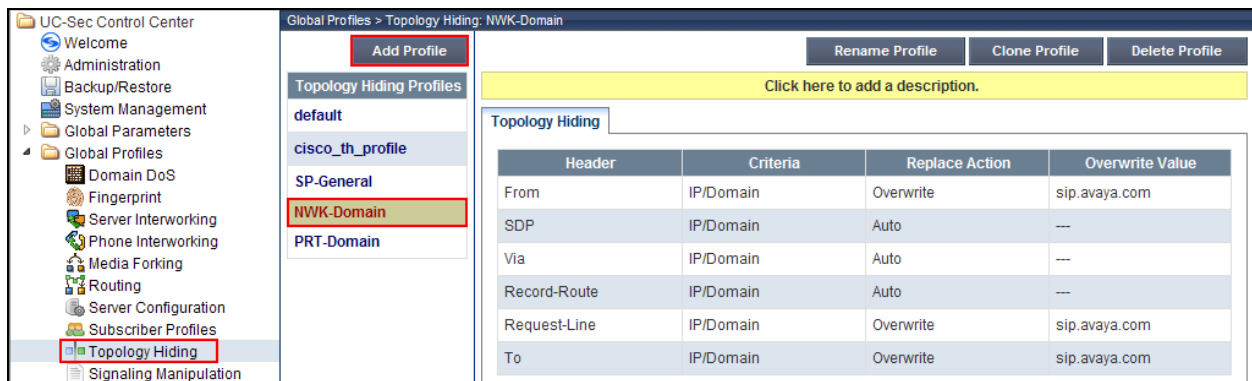 UC-Sec Control Center
Welcome
Administration
Backup/Restore
System Management
Global Parameters
Global Profiles
Domain DoS
Fingerprint
Server Interworking
Phone Interworking
Media Forking
Routing
Server Configuration
Subscriber Profiles
Topology Hiding
Signaling Manipulation
Global Profiles > Topology Hiding: NWK-Domain
Add Profile
Rename Profile Clone Profile Delete Profile
Topology Hiding Profiles
default
cisco_th_profile
SP-General
NWK-Domain
PRT-Domain
Click here to add a description.
Topology Hiding
Header Criteria Replace Action Overwrite Value
From IP/Domain Overwrite sip.avaya.com
SDP IP/Domain Auto ---
Via IP/Domain Auto ---
Record-Route IP/Domain Auto ---
Request-Line IP/Domain Overwrite sip.avaya.com
To IP/Domain Overwrite sip.avaya.com